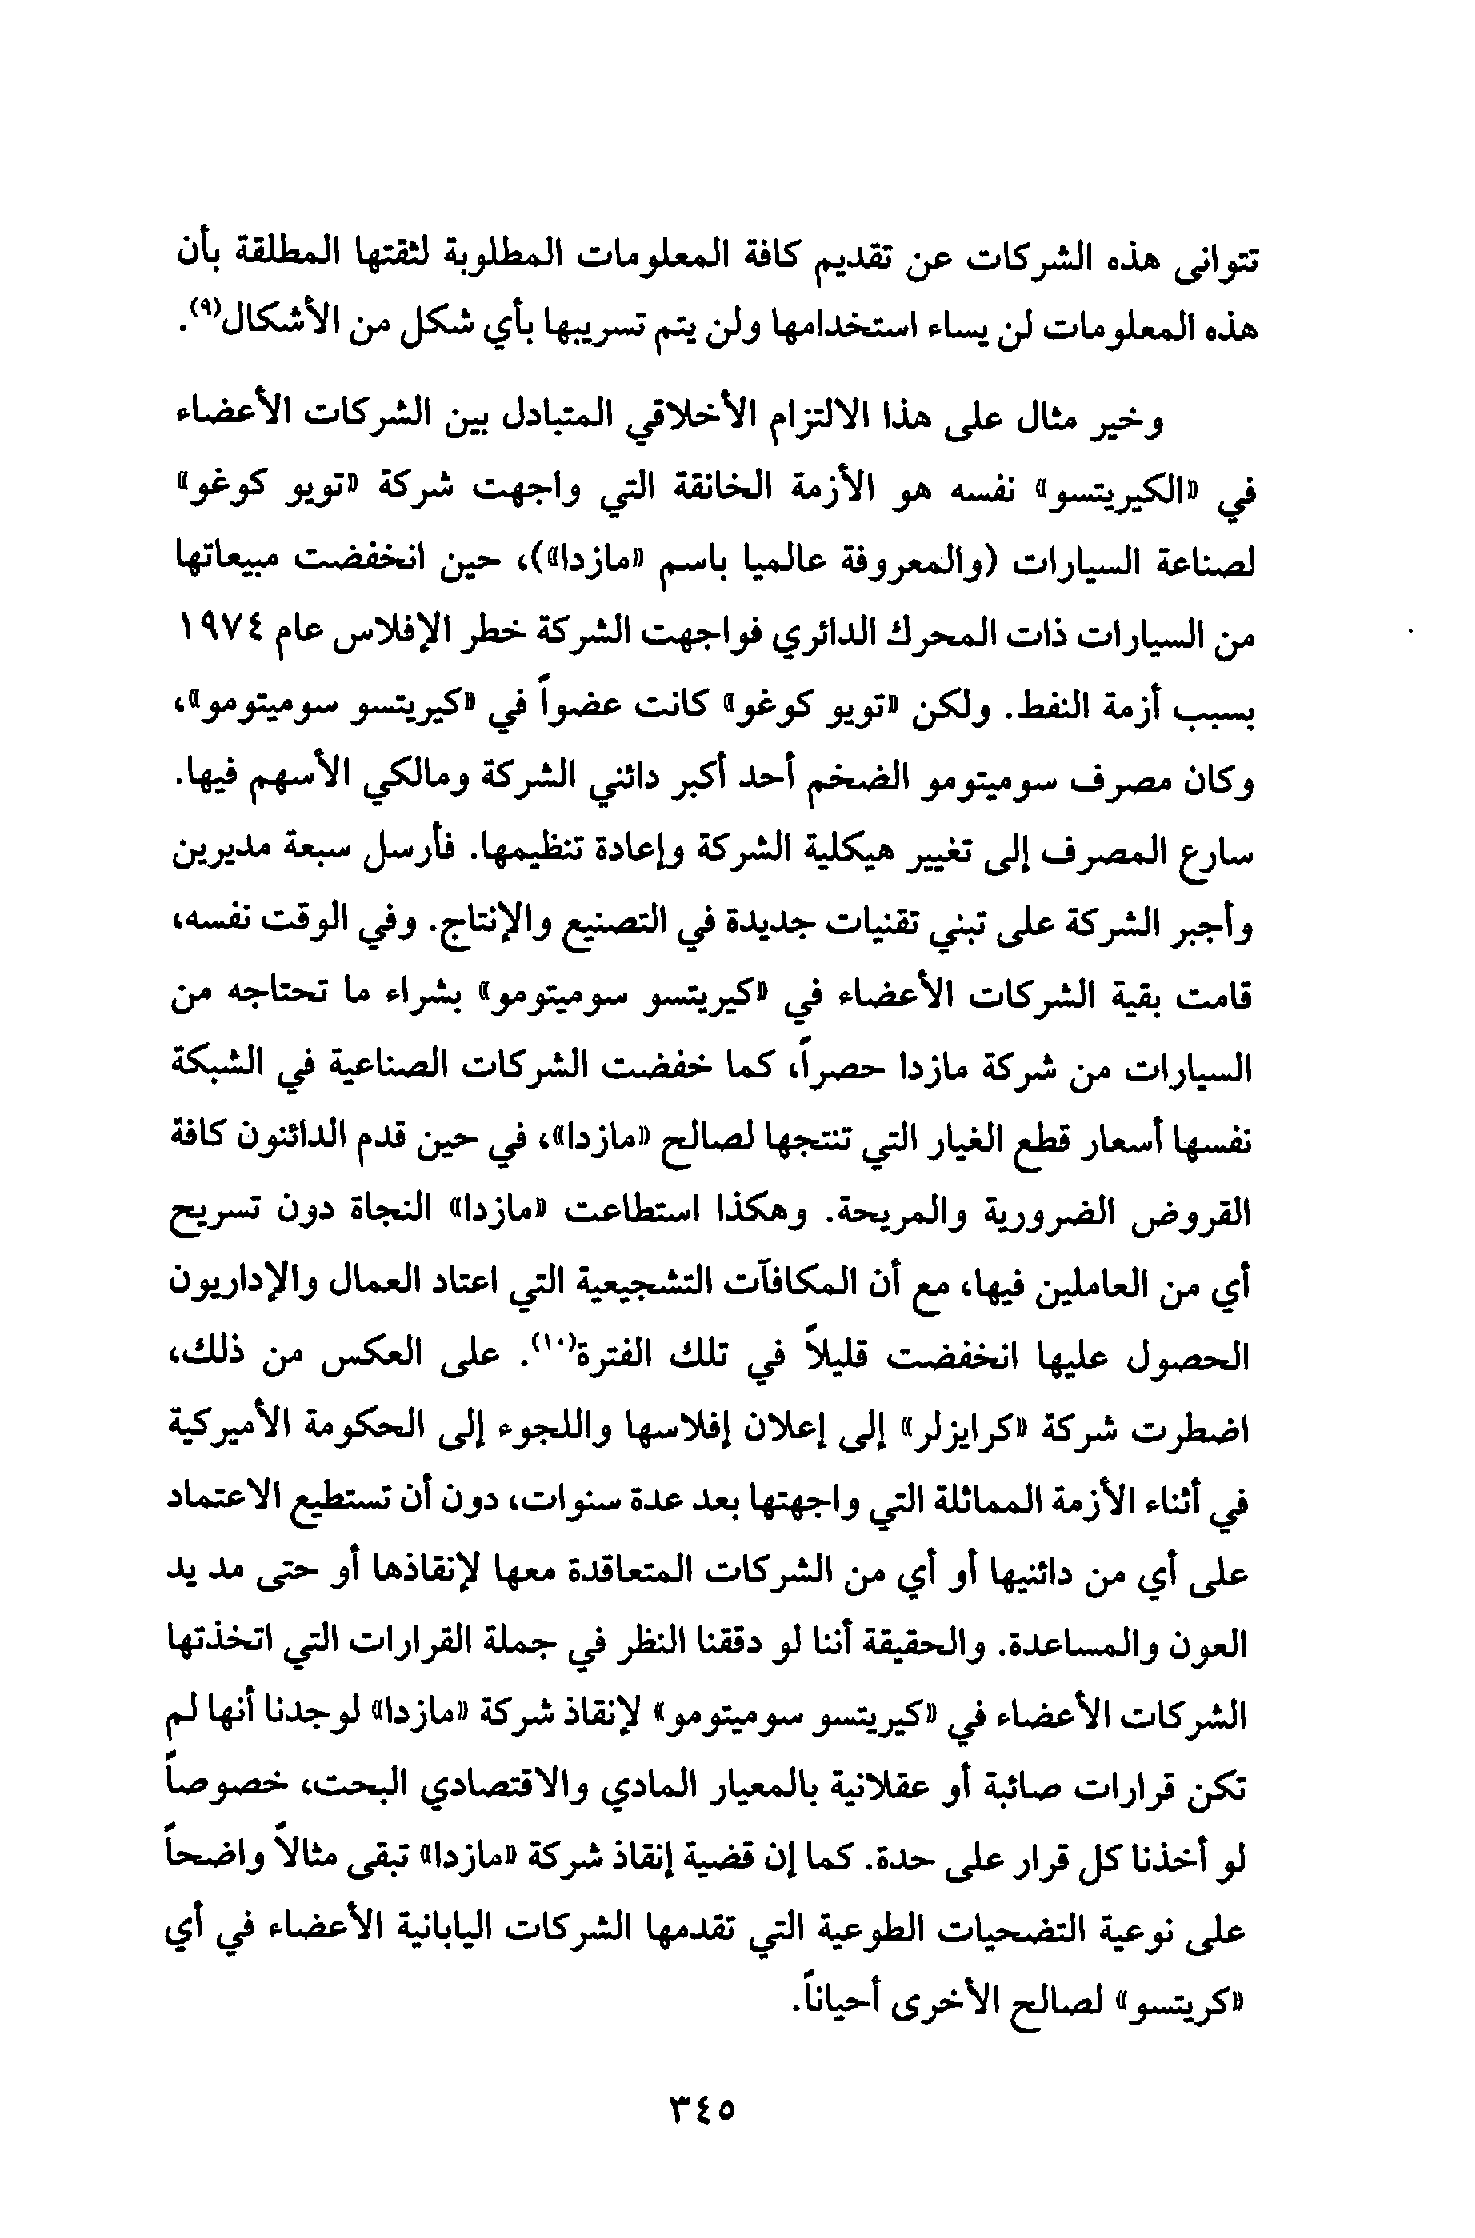 تتوانى هذه الشركات عن تقديم كافة المعلومات المطلوبة لثقتها المطلقة بأن
هذه المعلومات لن يساء استخدامها ولن يتم تسريبها بأي شكل من الأشكال(٩).
وخير مثال على هذا الالتزام الأخلاقي المتبادل بين الشركات الأعضاء
في «الكيريتسو» نفسه هو الأزمة الخانقة التي واجهت شركة «تويو كوغو»
لصناعة السيارات (والمعروفة عالميا باسم «مازدا»)، حين انخفضت مبيعاتها
من السيارات ذات المحرك الدائري فواجهت الشركة خطر الإفلاس عام ١٩٧٤
بسبب أزمة النفط. ولكن «تويو كوغو» كانت عضواً في «كيريتسو سوميتومو»،
وكان مصرف سوميتومو الضخم أحد أكبر دائني الشركة ومالكي الأسهم فيها.
سارع المصرف إلى تغيير هيكلية الشركة وإعادة تنظيمها. فأرسل سبعة مديرين
وأجبر الشركة على تبني تقنيات جديدة في التصنيع والإنتاج. وفي الوقت نفسه،
قامت بقية الشركات الأعضاء في «كيريتسو سوميتومو» بشراء ما تحتاجه من
السيارات من شركة مازدا حصراً، كما خفضت الشركات الصناعية في الشبكة
نفسها أسعار قطع الغيار التي تنتجها لصالح «مازدا»، في حين قدم الدائنون كافة
القروض الضرورية والمريحة. وهكذا استطاعت «مازدا» النجاة دون تسريح
أي من العاملين فيها، مع أن المكافآت التشجيعية التي اعتاد العمال والإداريون
الحصول عليها انخفضت قليلاً في تلك الفترة(١٠). على العكس من ذلك،
اضطرت شركة «كرايزلر» إلى إعلان إفلاسها واللجوء إلى الحكومة الأميركية
في أثناء الأزمة المماثلة التي واجهتها بعد عدة سنوات، دون أن تستطيع الاعتماد
على أي من دائنيها أو أي من الشركات المتعاقدة معها لإنقاذها أو حتى مد يد
العون والمساعدة. والحقيقة أننا لو دققنا النظر في جملة القرارات التي اتخذتها
الشركات الأعضاء في «كيريتسو سوميتومو» لإنقاذ شركة «مازدا» لوجدنا أنها لم
تكن قرارات صائبة أو عقلانية بالمعيار المادي والاقتصادي البحت، خصوصاً
لو أخذنا كل قرار على حدة. كما إن قضية إنقاذ شركة «مازدا» تبقى مثالاً واضحاً
على نوعية التضحيات الطوعية التي تقدمها الشركات اليابانية الأعضاء في أي
«كريتسو» لصالح الأخرى أحياناً.
٣٤٥